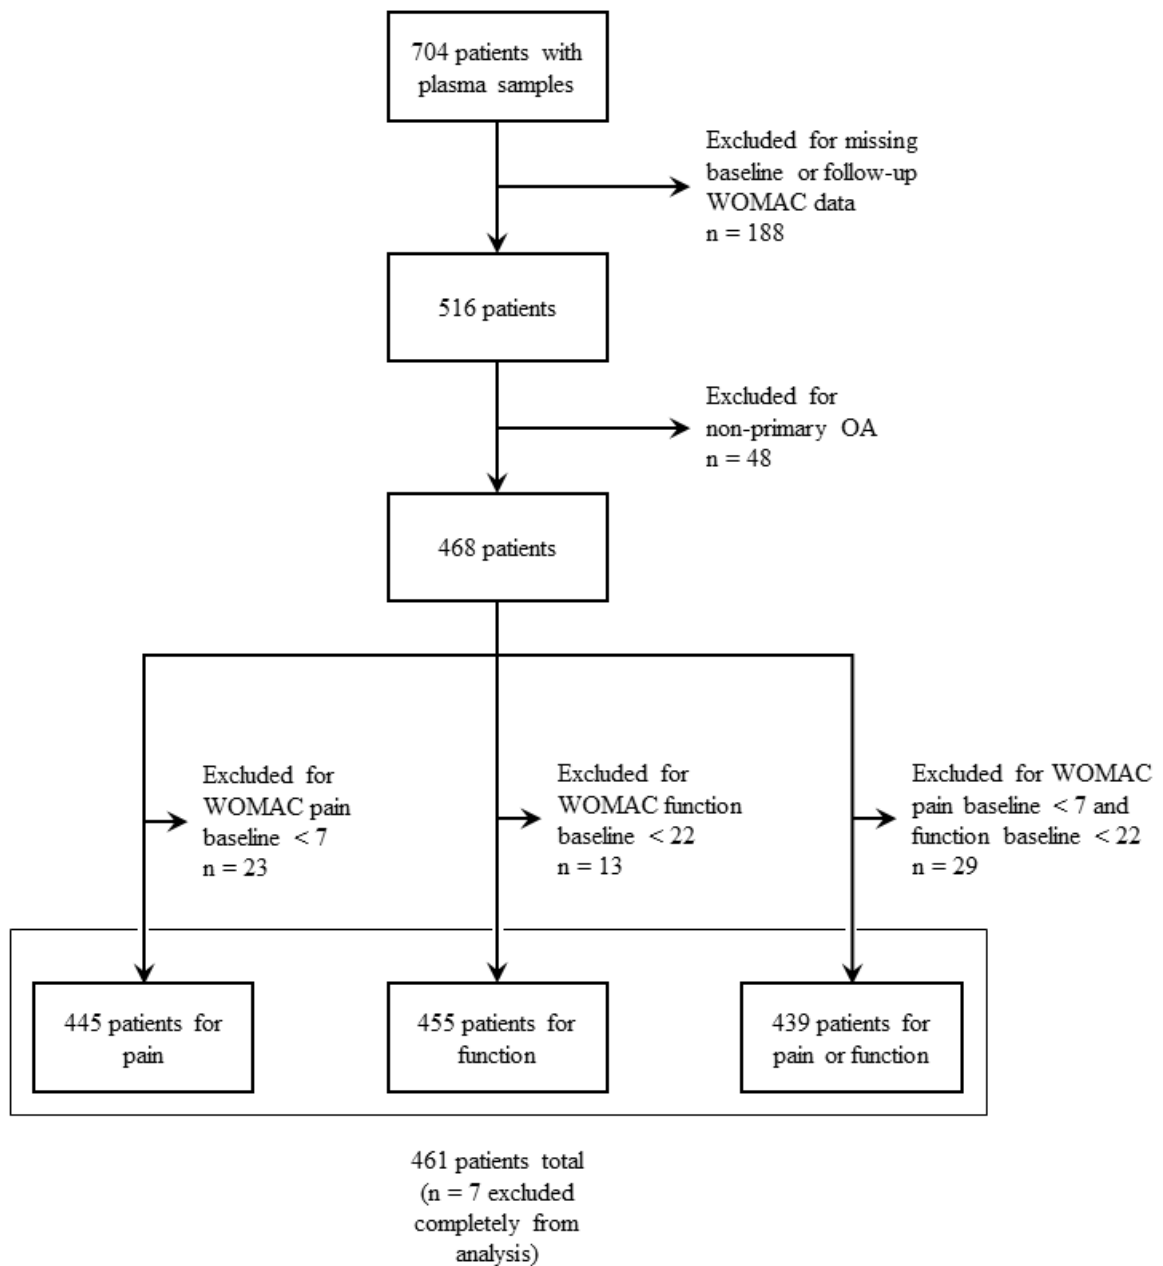 704 patients with
plasma samples
Excluded for missing
baseline or follow-up
WOMAC data
n = 188
516 patients
Excluded for
non-primary OA
n = 48
468 patients
Excluded for
WOMAC pain
baseline < 7
n = 23
Excluded for
WOMAC function
baseline < 22
n = 13
Excluded for WOMAC
pain baseline < 7 and
function baseline < 22
n = 29
445 patients for
pain
455 patients for
function
439 patients for
pain or function
461 patients total
(n = 7 excluded
completely from
analysis)